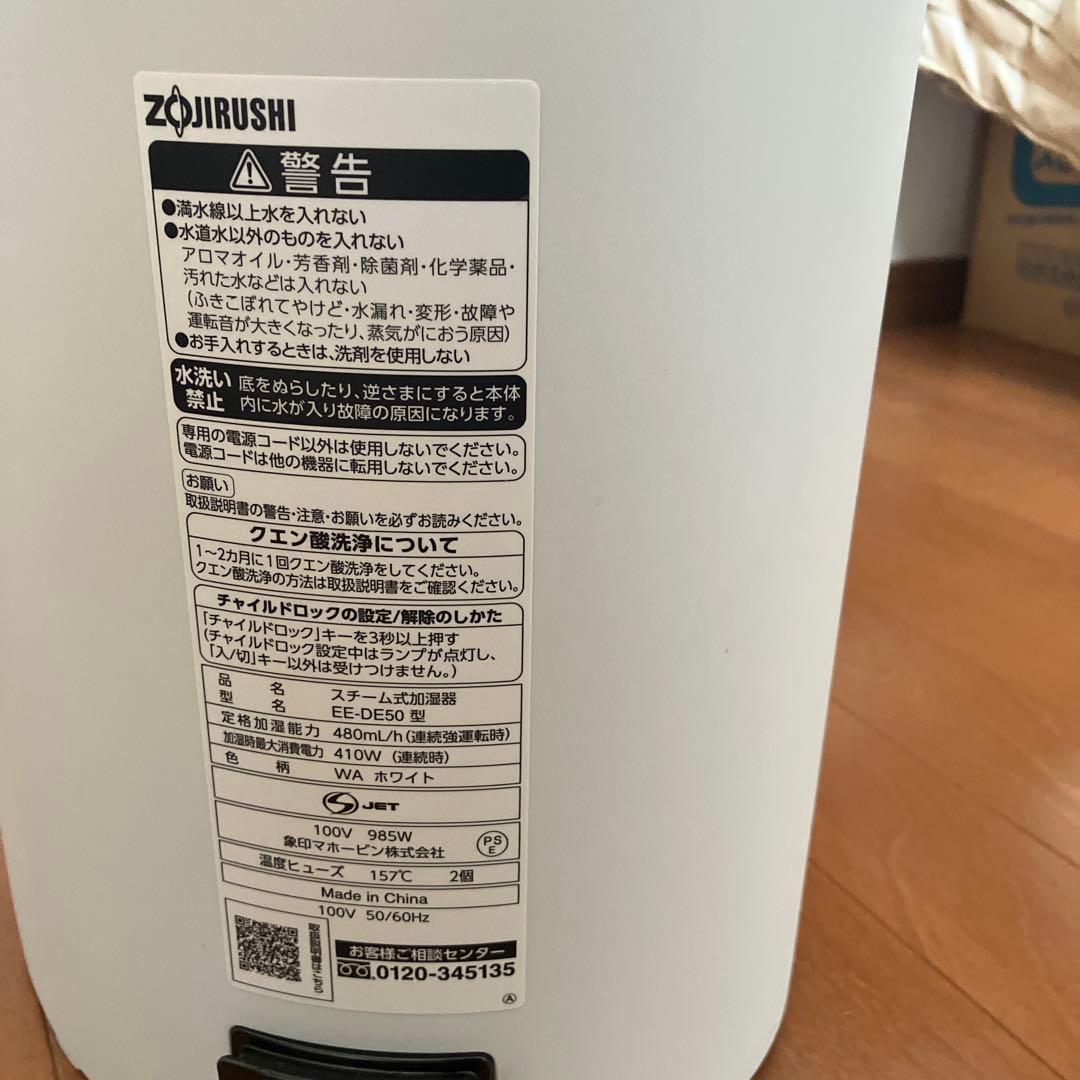 ZOJIRUSHI
警告
●満水線以上水を入れない
●水道水以外のものを入れない
アロマオイル・芳香剤・除菌剤・化学薬品・
汚れた水などは入れない
(ふきこぼれてやけど・水漏れ・変形・故障や
運転音が大きくなったり、蒸気がにおう原因)
●お手入れするときは、洗剤を使用しない
水洗い
禁止
底をぬらしたり、逆さまにすると本体
内に水が入り故障の原因になります。
専用の電源コード以外は使用しないでください。
電源コードは他の機器に転用しないでください。
お願い
取扱説明書の警告・注意・お願いを必ずお読みください。
クエン酸洗浄について
1〜2カ月に1回クエン酸洗浄をしてください。
クエン酸洗浄の方法は取扱説明書をご確認ください。
チャイルドロックの設定/解除のしかた
「チャイルドロック」キーを3秒以上押す
(チャイルドロック設定中はランプが点灯し、
「入/切」キー以外は受けつけません。)
品名 スチーム式加湿器
型名 EE-DE50 型
定格加湿能力 480mL/h(連続強運転時)
加湿時最大消費電力 410W (連続時)
色柄 WA ホワイト
JET
100V 985W
象印マホービン株式会社
PS
E
温度ヒューズ 157℃ 2個
Made in China
100V 50/60Hz
取扱説明書はこちら
お客様ご相談センター
0120-345135
A